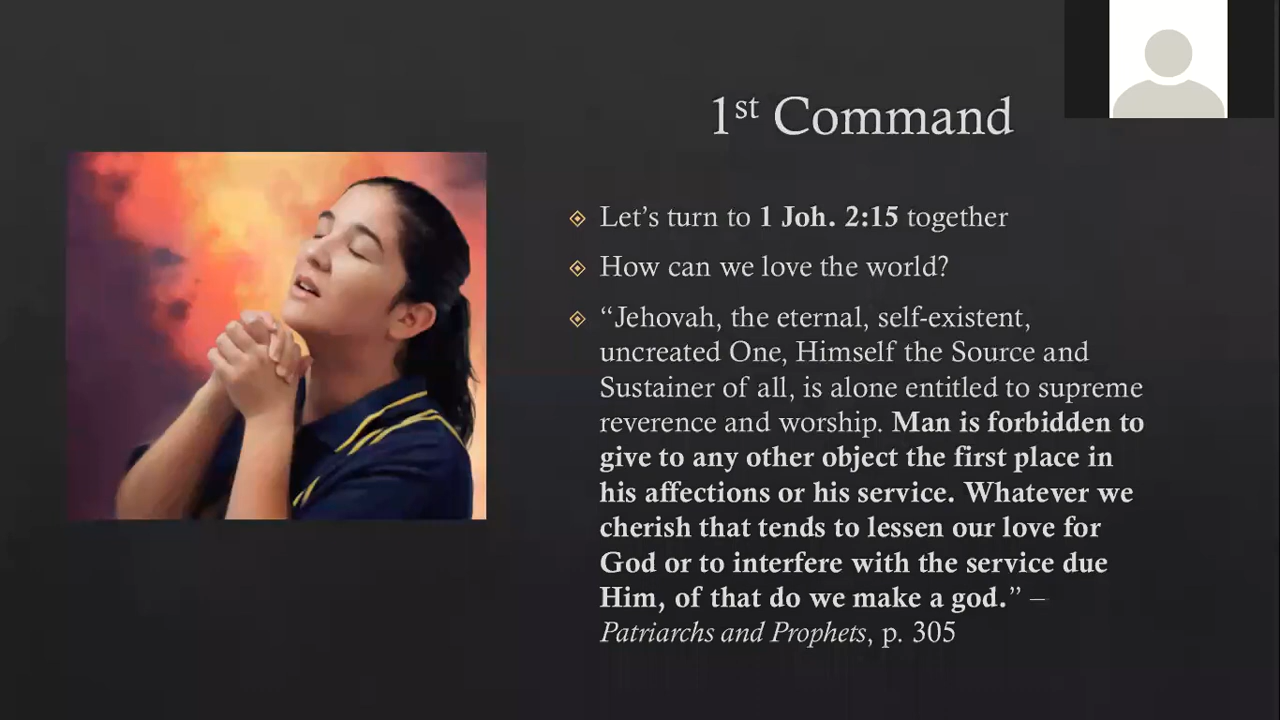 1st Command
Let's turn to 1 Joh. 2:15 together
How can we love the world?
“Jehovah, the eternal, self-existent,
uncreated One, Himself the Source and
Sustainer of all, is alone entitled to supreme
reverence and worship. Man is forbidden to
give to any other object the first place in
his affections or his service. Whatever we
cherish that tends to lessen our love for
God or to interfere with the service due
Him, of that do we make a god.” –
Patriarchs and Prophets, p. 305